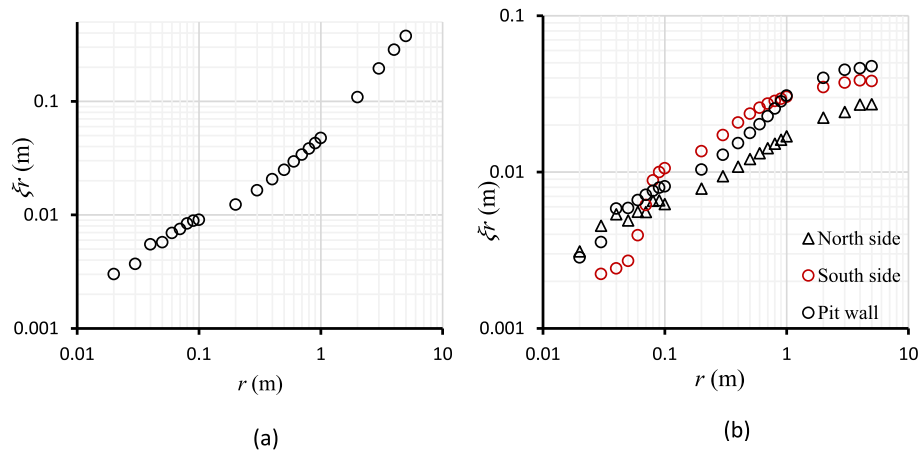 0.1
0.01
0.001
0.01
0.1
1
10
ξr (m)
r (m)
(a)
0.1
0.01
0.001
0.01
0.1
1
10
ξr (m)
r (m)
North side
South side
Pit wall
(b)